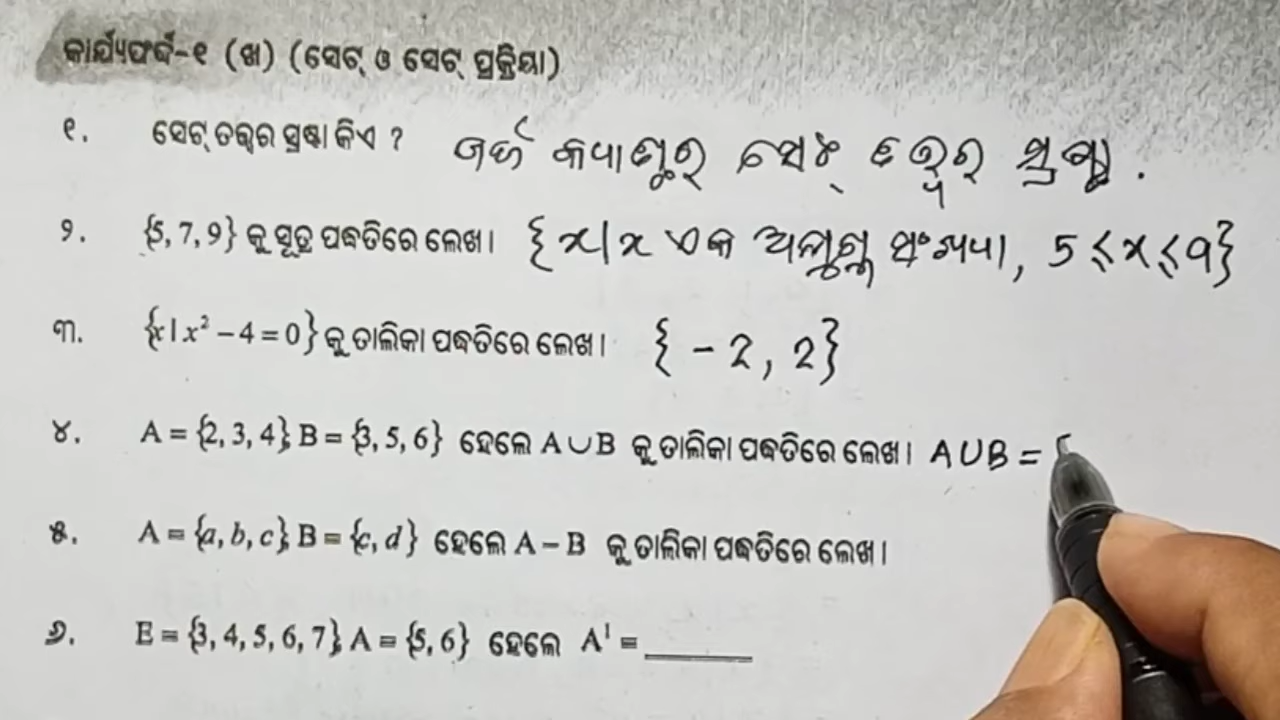 କାର୍ଯ୍ୟଫର୍ଦ୍ଦ-୧ (ଖ) (ସେଟ୍ ଓ ସେଟ୍ ପ୍ରକ୍ରିୟା)
୧. ସେଟ୍ ତତ୍ତ୍ୱର ସ୍ରଷ୍ଟା କିଏ ? ଜର୍ଜ କ୍ୟାଣ୍ଟର୍ ସେଟ୍ ତତ୍ତ୍ୱର ସ୍ରଷ୍ଟା .
୨. {5, 7, 9} କୁ ସୂତ୍ର ପଦ୍ଧତିରେ ଲେଖ। {x|x ଏକ ଅଯୁଗ୍ମ ସଂଖ୍ୟା, 5 ≤ x ≤ 9}
୩. {x | x² – 4 = 0} କୁ ତାଲିକା ପଦ୍ଧତିରେ ଲେଖ। {-2, 2}
୪. A = {2, 3, 4}, B = {3, 5, 6} ହେଲେ A∪B କୁ ତାଲିକା ପଦ୍ଧତିରେ ଲେଖ। A∪B =
୫. A = {a, b, c}, B = {c, d} ହେଲେ A – B କୁ ତାଲିକା ପଦ୍ଧତିରେ ଲେଖ।
୬. E = {3, 4, 5, 6, 7}, A = {5, 6} ହେଲେ A' = ______